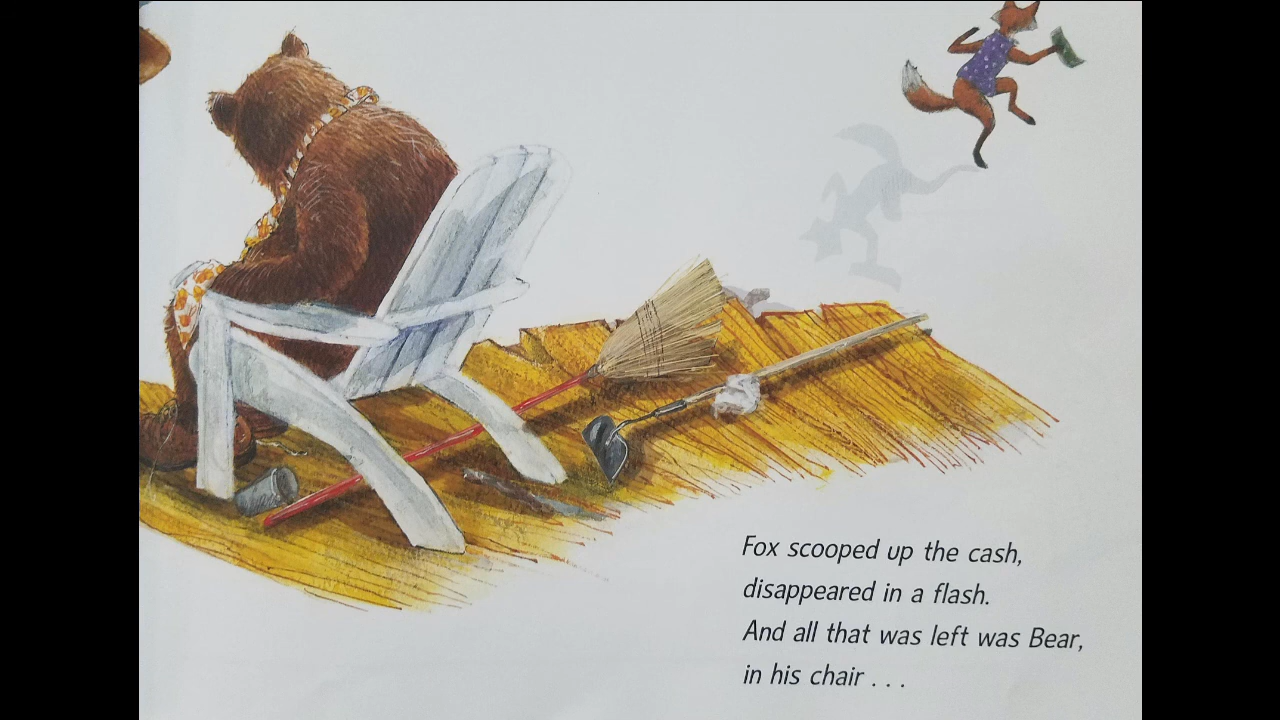 Fox scooped up the cash,
disappeared in a flash.
And all that was left was Bear,
in his chair . . .